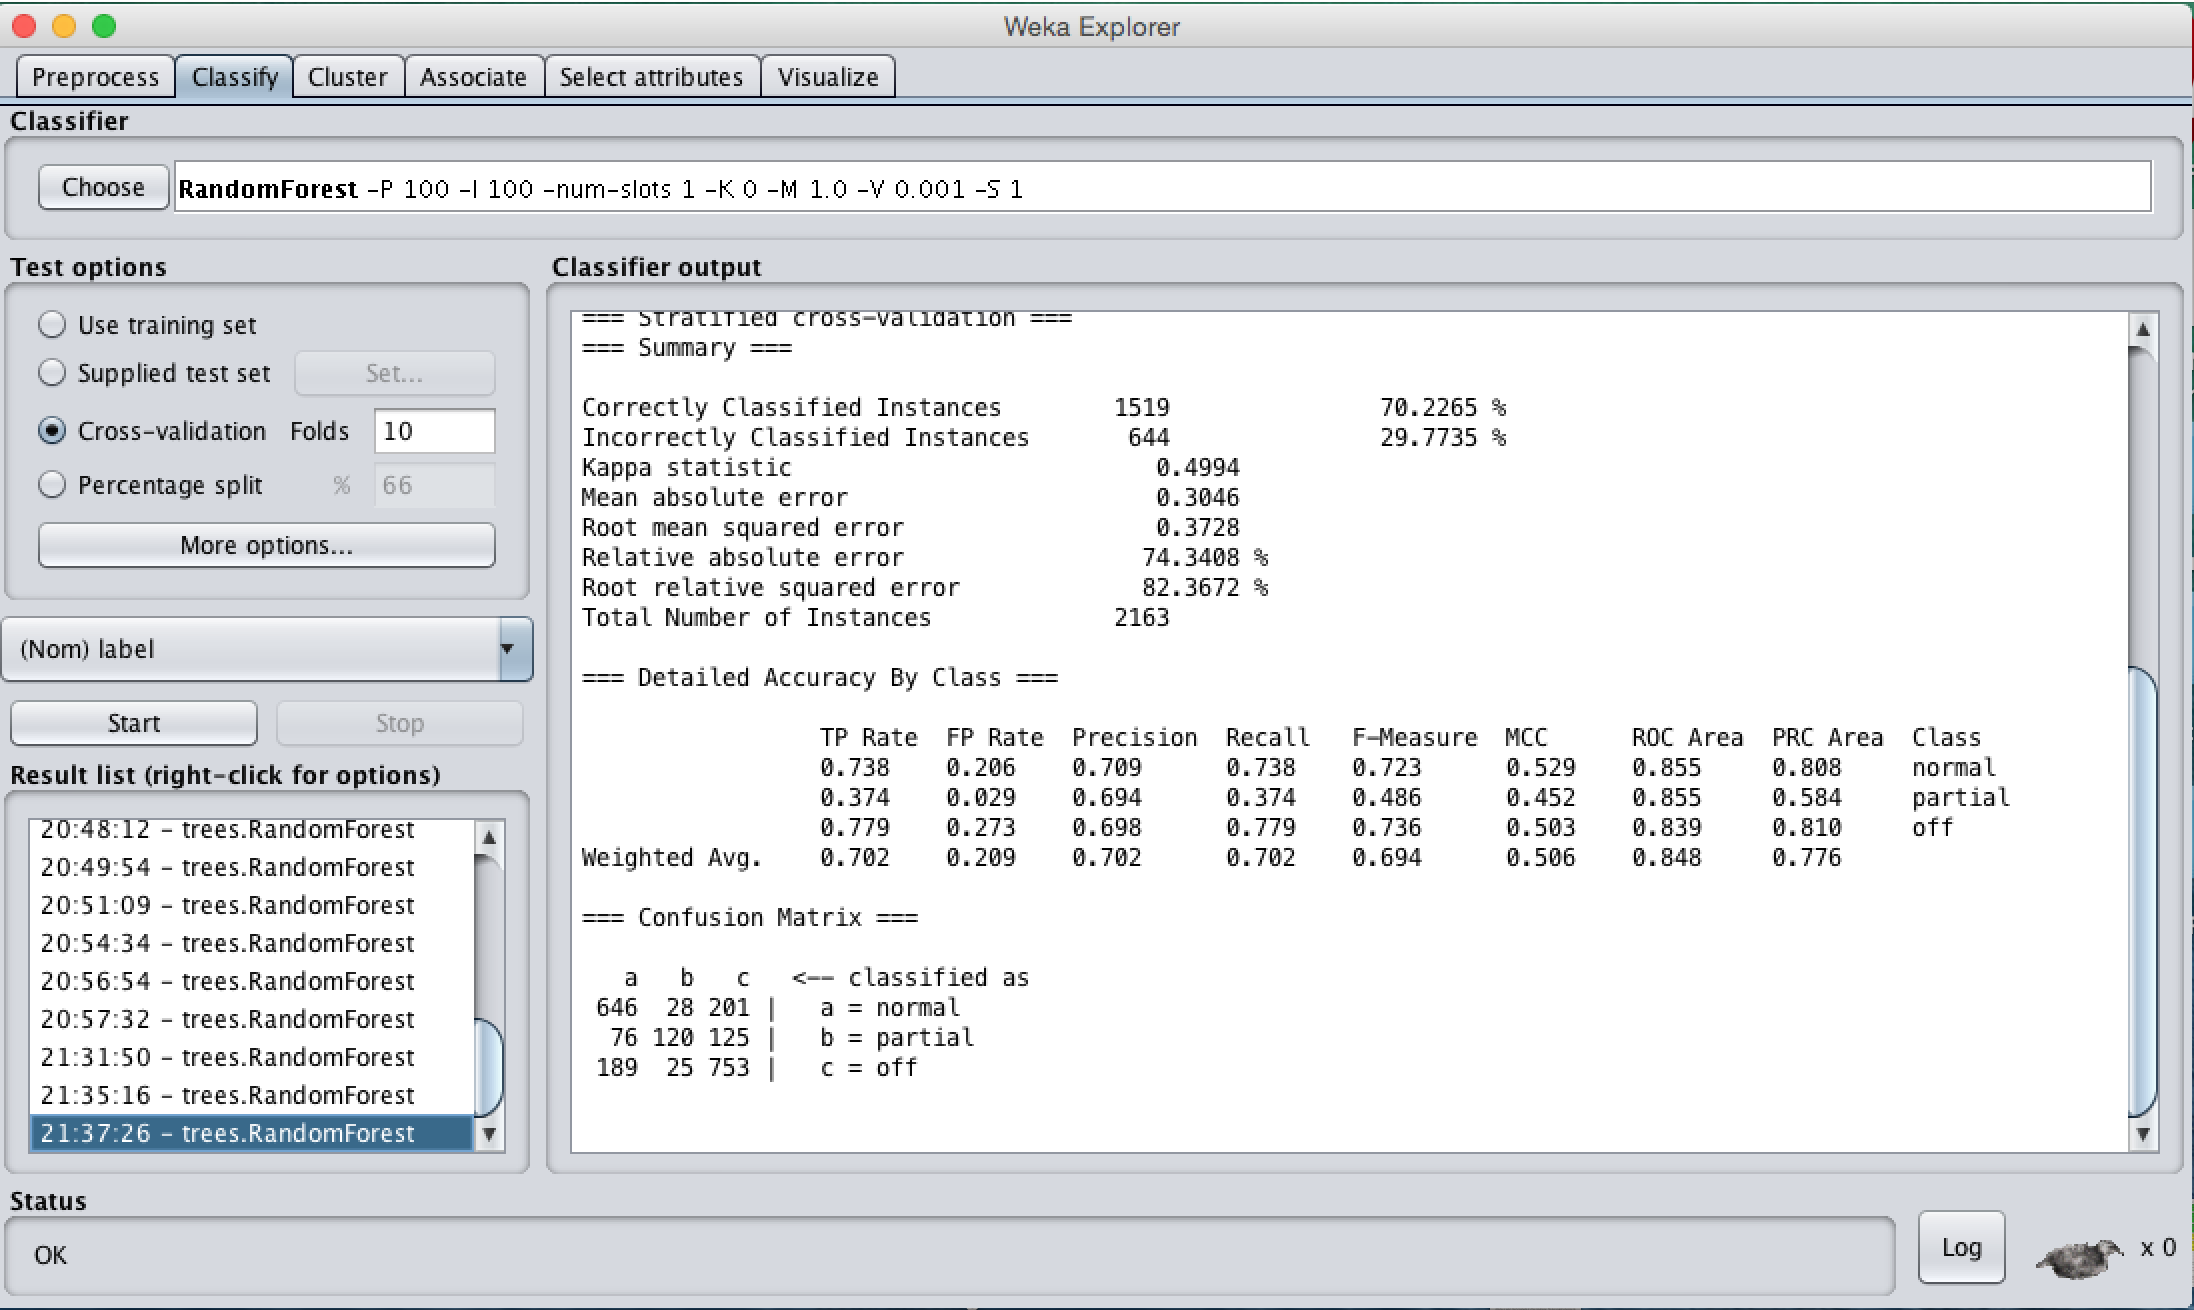 Weka Explorer
Preprocess Classify Cluster Associate Select attributes Visualize
Classifier
Choose RandomForest -P 100 -I 100 -num-slots 1 -K 0 -M 1.0 -V 0.001 -S 1
Test options
Use training set
Supplied test set Set...
Cross-validation Folds 10
Percentage split % 66
More options...
(Nom) label
Start Stop
Result list (right-click for options)
20:48:12 - trees.RandomForest
20:49:54 - trees.RandomForest
20:51:09 - trees.RandomForest
20:54:34 - trees.RandomForest
20:56:54 - trees.RandomForest
20:57:32 - trees.RandomForest
21:31:50 - trees.RandomForest
21:35:16 - trees.RandomForest
21:37:26 - trees.RandomForest
Classifier output
=== Stratified cross-validation ===
=== Summary ===
Correctly Classified Instances 1519 70.2265 %
Incorrectly Classified Instances 644 29.7735 %
Kappa statistic 0.4994
Mean absolute error 0.3046
Root mean squared error 0.3728
Relative absolute error 74.3408 %
Root relative squared error 82.3672 %
Total Number of Instances 2163
=== Detailed Accuracy By Class ===
TP Rate FP Rate Precision Recall F-Measure MCC ROC Area PRC Area Class
0.738 0.206 0.709 0.738 0.723 0.529 0.855 0.808 normal
0.374 0.029 0.694 0.374 0.486 0.452 0.855 0.584 partial
0.779 0.273 0.698 0.779 0.736 0.503 0.839 0.810 off
Weighted Avg. 0.702 0.209 0.702 0.702 0.694 0.506 0.848 0.776
=== Confusion Matrix ===
a b c <-- classified as
646 28 201 | a = normal
76 120 125 | b = partial
189 25 753 | c = off
Status
OK
Log x 0